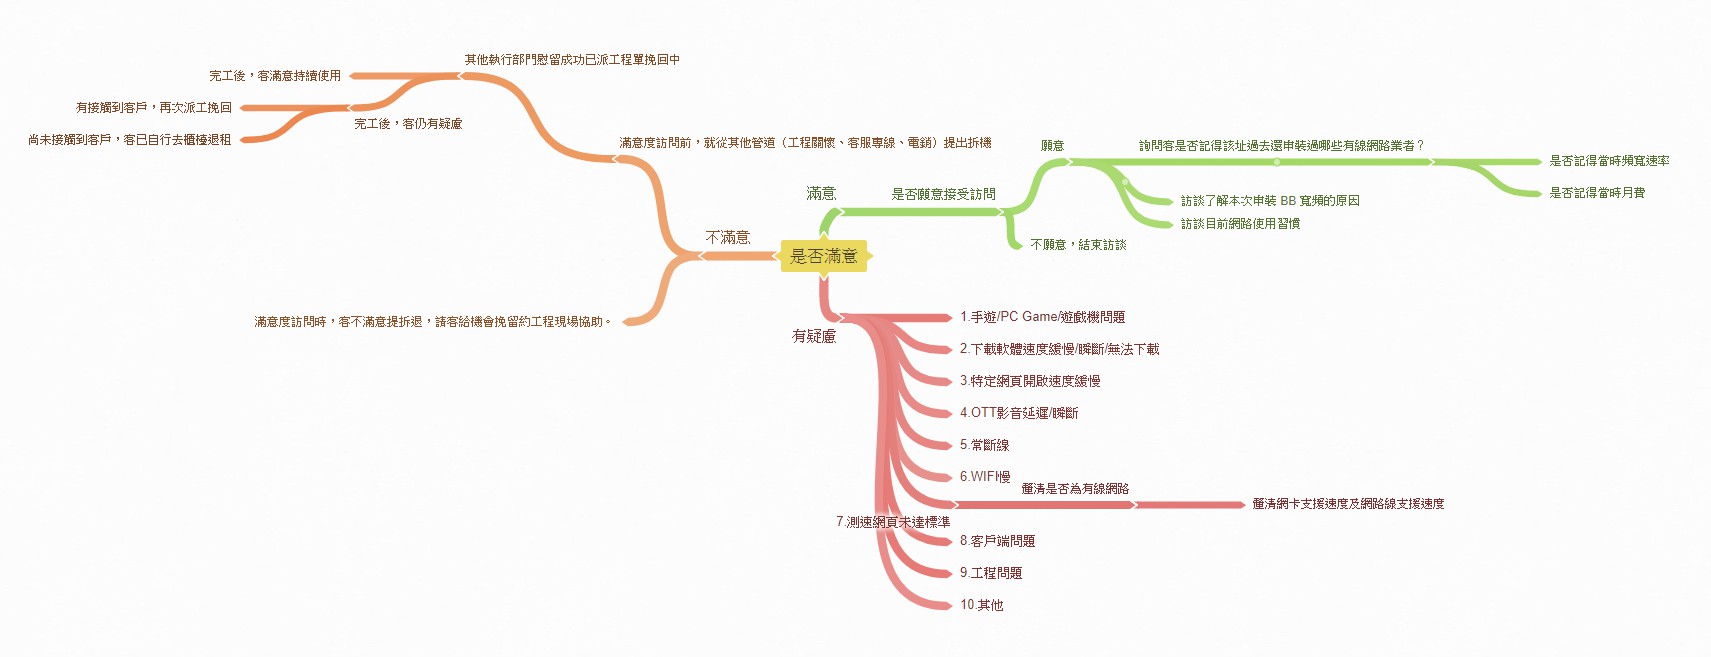 是否滿意
滿意
是否願意接受訪問
願意
詢問客是否記得該址過去還申裝過哪些有線網路業者？
是否記得當時頻寬速率
是否記得當時月費
訪談了解本次申裝 BB 寬頻的原因
訪談目前網路使用習慣
不願意，結束訪談
有疑慮
1.手遊/PC Game/遊戲機問題
2.下載軟體速度緩慢/瞬斷/無法下載
3.特定網頁開啟速度緩慢
4.OTT影音延遲/瞬斷
5.常斷線
6.WIFI慢
7.測速網頁未達標準
釐清是否為有線網路
釐清網卡支援速度及網路線支援速度
8.客戶端問題
9.工程問題
10.其他
不滿意
滿意度訪問前，就從其他管道（工程關懷、客服專線、電銷）提出拆機
其他執行部門慰留成功已派工程單挽回中
完工後，客滿意持續使用
完工後，客仍有疑慮
有接觸到客戶，再次派工挽回
尚未接觸到客戶，客已自行去櫃檯退租
滿意度訪問時，客不滿意提拆退，請客給機會挽留約工程現場協助。